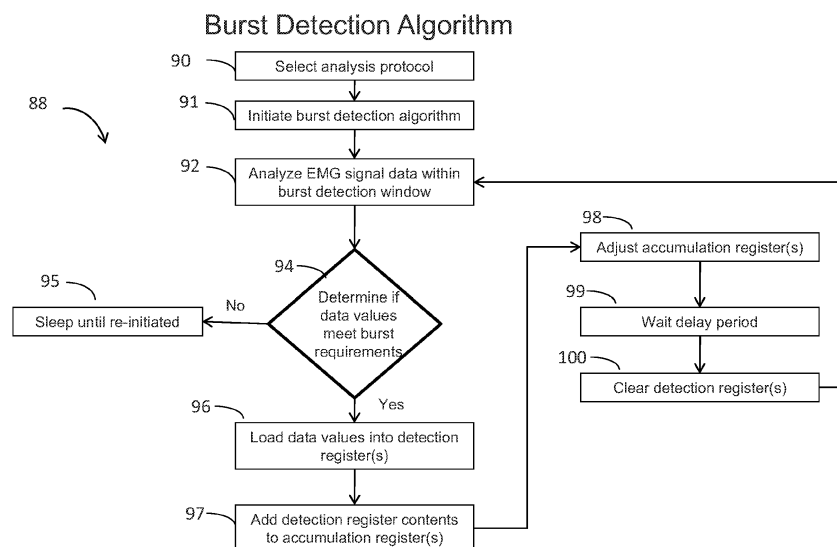 Burst Detection Algorithm
90
Select analysis protocol
91
Initiate burst detection algorithm
88
92
Analyze EMG signal data within
burst detection window
94
Determine if
data values
meet burst
requirements
95
No
Sleep until re-initiated
Yes
96
Load data values into detection
register(s)
97
Add detection register contents
to accumulation register(s)
98
Adjust accumulation register(s)
99
Wait delay period
100
Clear detection register(s)